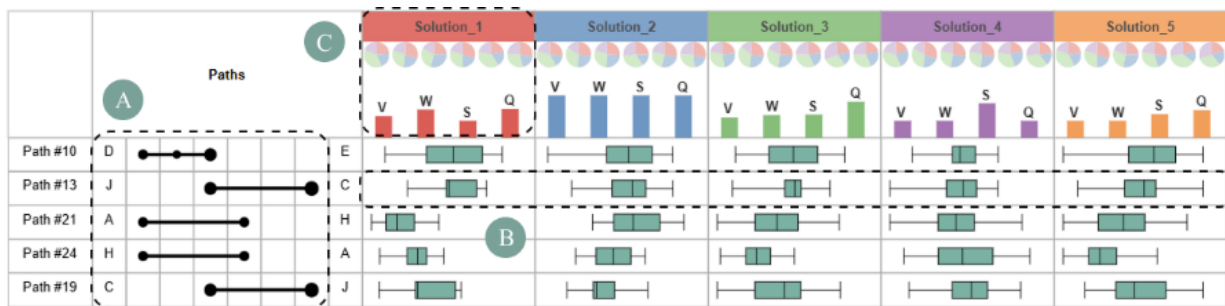 C Solution_1 Solution_2 Solution_3 Solution_4 Solution_5
A Paths
V W S Q V W S Q V W S Q V W S Q V W S Q
Path #10 D E
Path #13 J C
Path #21 A H
B
Path #24 H A
Path #19 C J